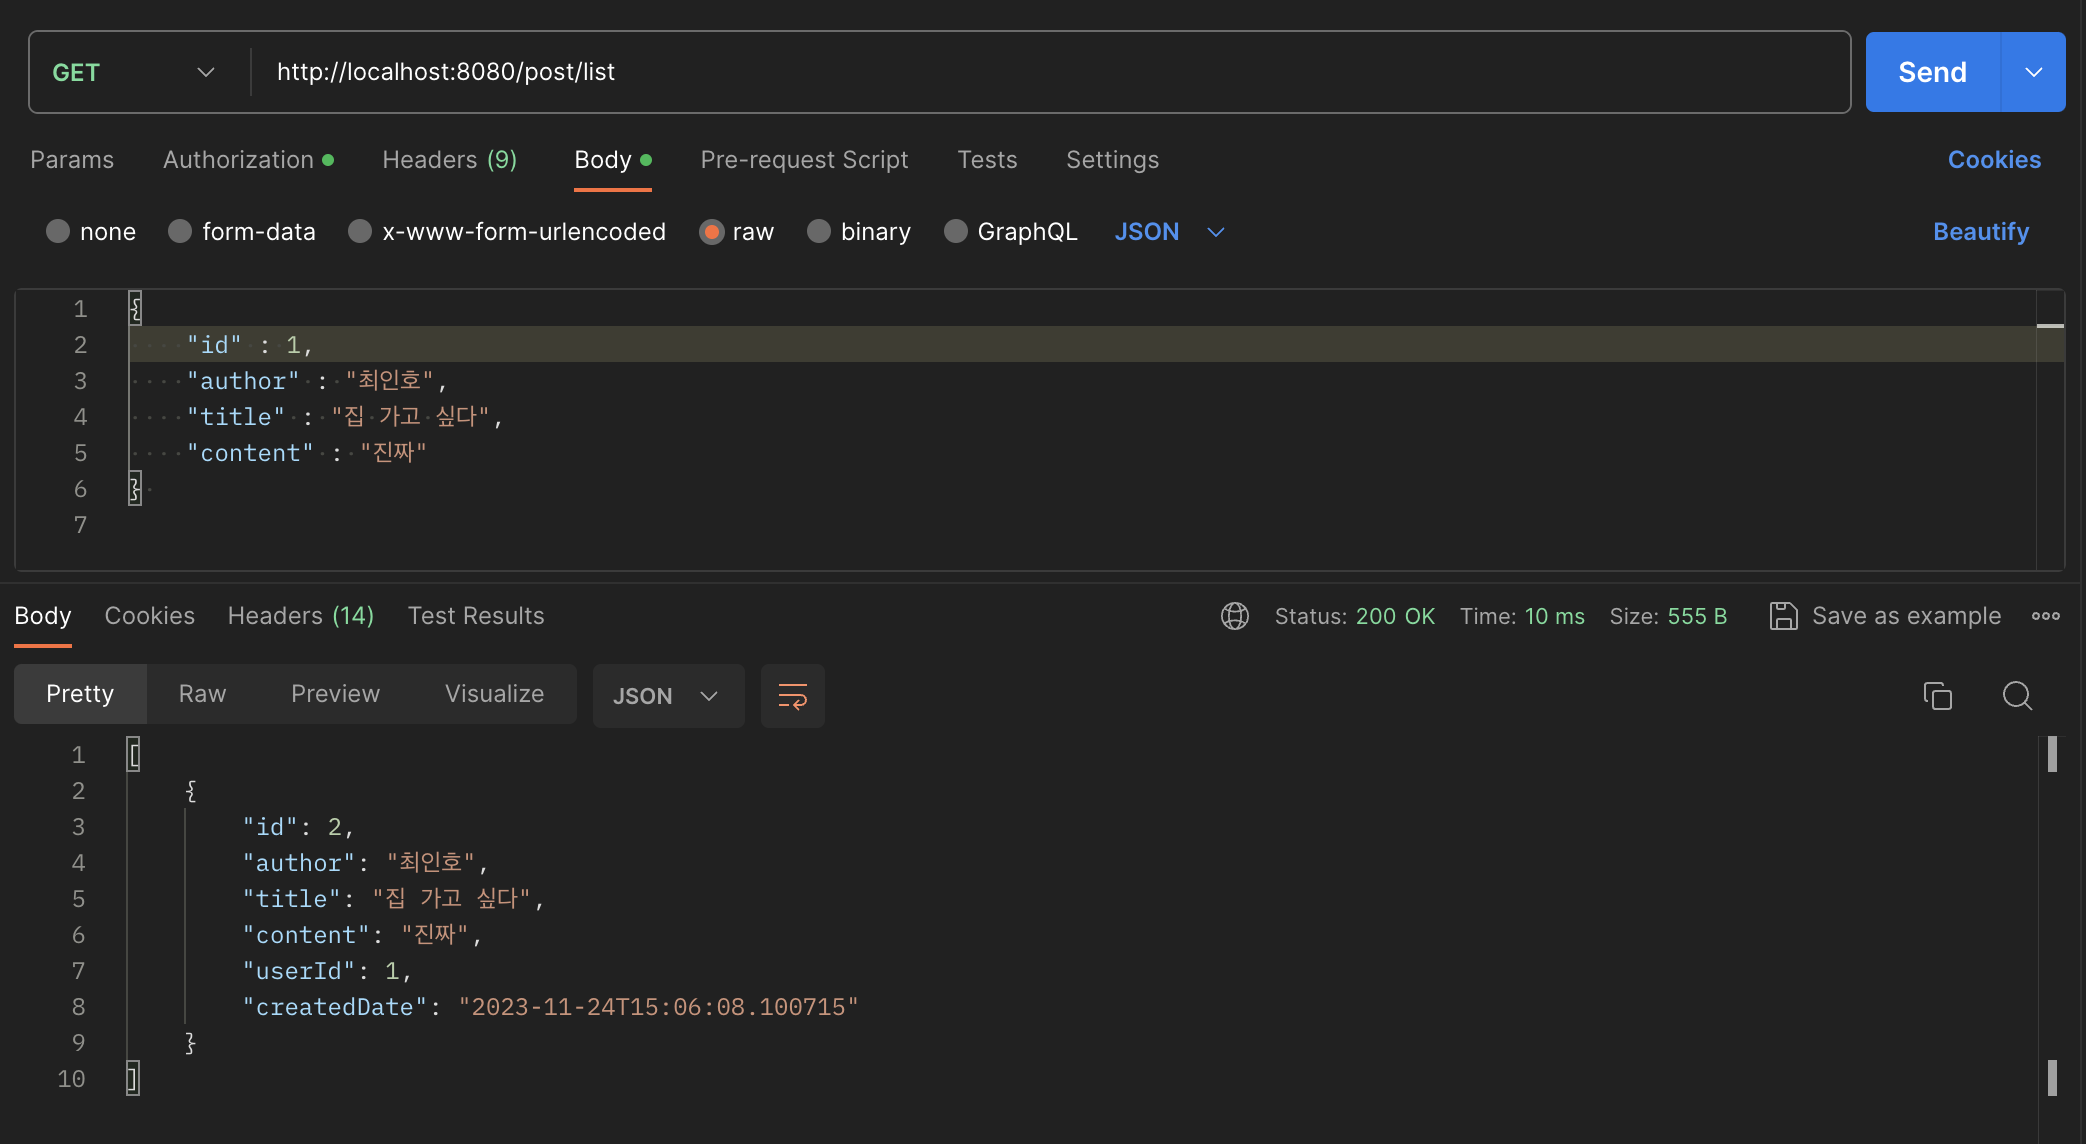 GET http://localhost:8080/post/list Send
Params Authorization Headers (9) Body Pre-request Script Tests Settings Cookies
none form-data x-www-form-urlencoded raw binary GraphQL JSON Beautify
1 {
2 "id" : 1,
3 "author" : "최인호",
4 "title" : "집 가고 싶다",
5 "content" : "진짜"
6 }
7
Body Cookies Headers (14) Test Results Status: 200 OK Time: 10 ms Size: 555 B Save as example
Pretty Raw Preview Visualize JSON
1 [
2 {
3 "id": 2,
4 "author": "최인호",
5 "title": "집 가고 싶다",
6 "content": "진짜",
7 "userId": 1,
8 "createdDate": "2023-11-24T15:06:08.100715"
9 }
10 ]